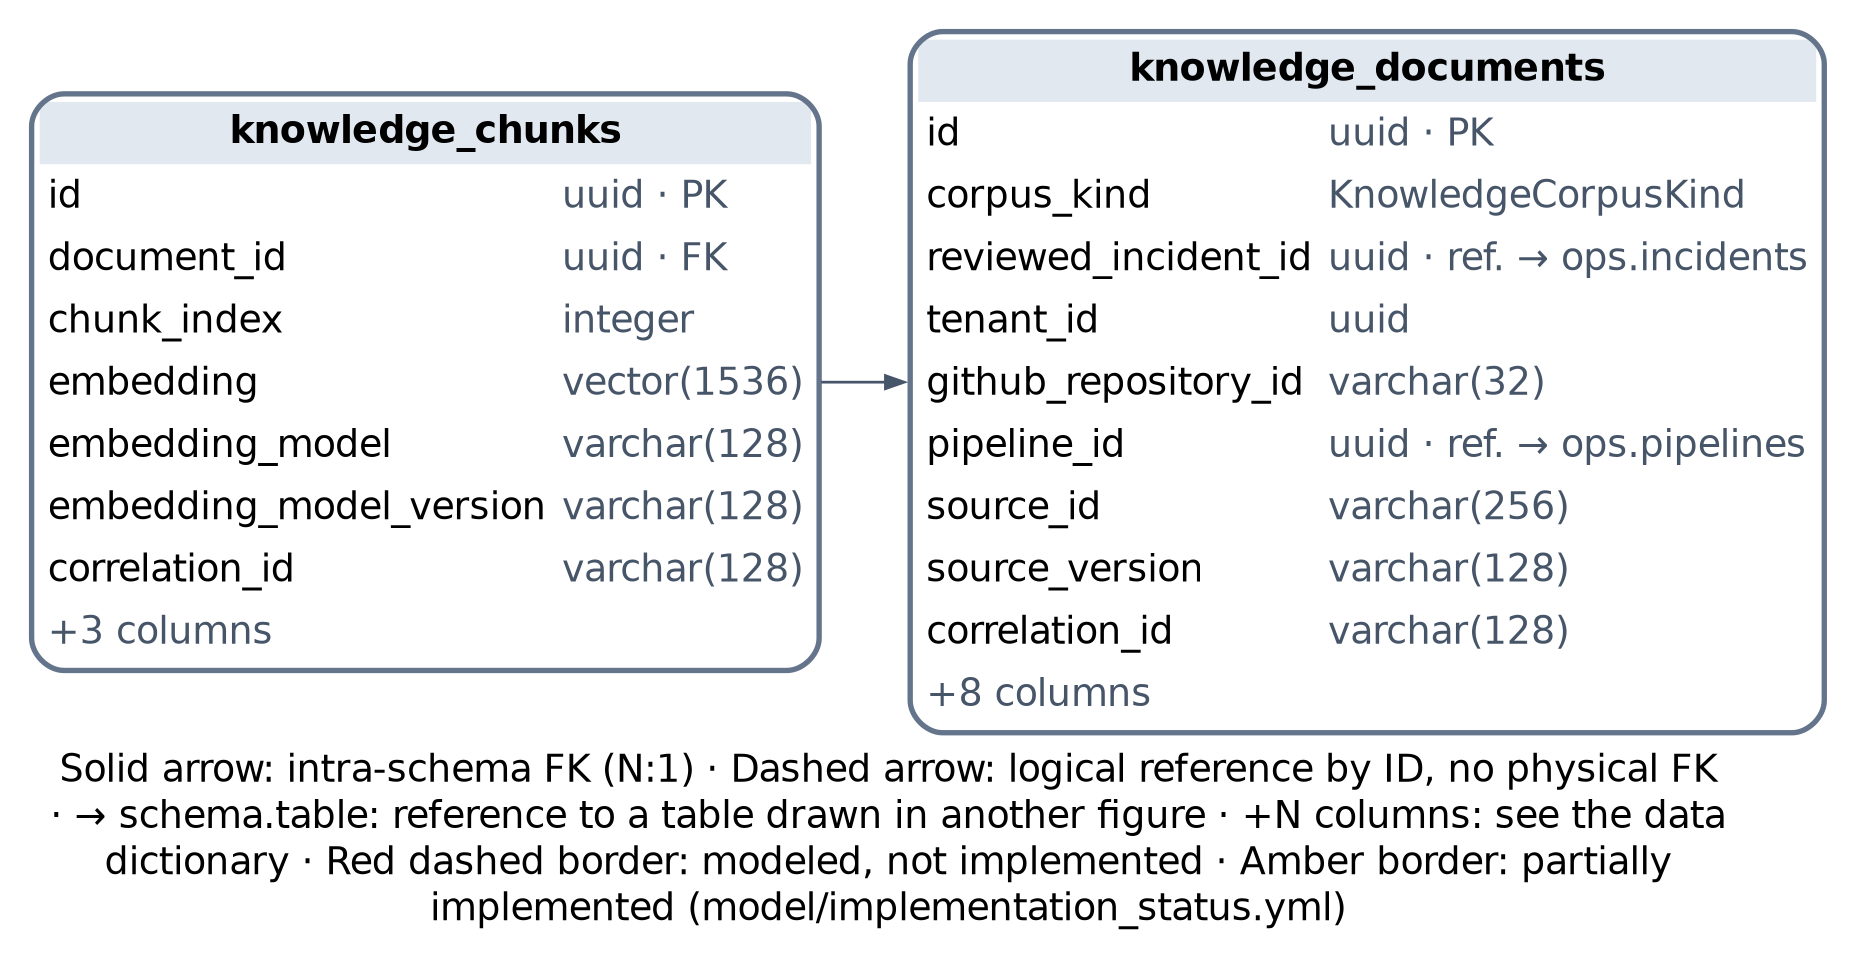 knowledge_chunks
id uuid · PK
document_id uuid · FK
chunk_index integer
embedding vector(1536)
embedding_model varchar(128)
embedding_model_version varchar(128)
correlation_id varchar(128)
+3 columns
knowledge_documents
id uuid · PK
corpus_kind KnowledgeCorpusKind
reviewed_incident_id uuid · ref. → ops.incidents
tenant_id uuid
github_repository_id varchar(32)
pipeline_id uuid · ref. → ops.pipelines
source_id varchar(256)
source_version varchar(128)
correlation_id varchar(128)
+8 columns
Solid arrow: intra-schema FK (N:1) · Dashed arrow: logical reference by ID, no physical FK
· → schema.table: reference to a table drawn in another figure · +N columns: see the data
dictionary · Red dashed border: modeled, not implemented · Amber border: partially
implemented (model/implementation_status.yml)